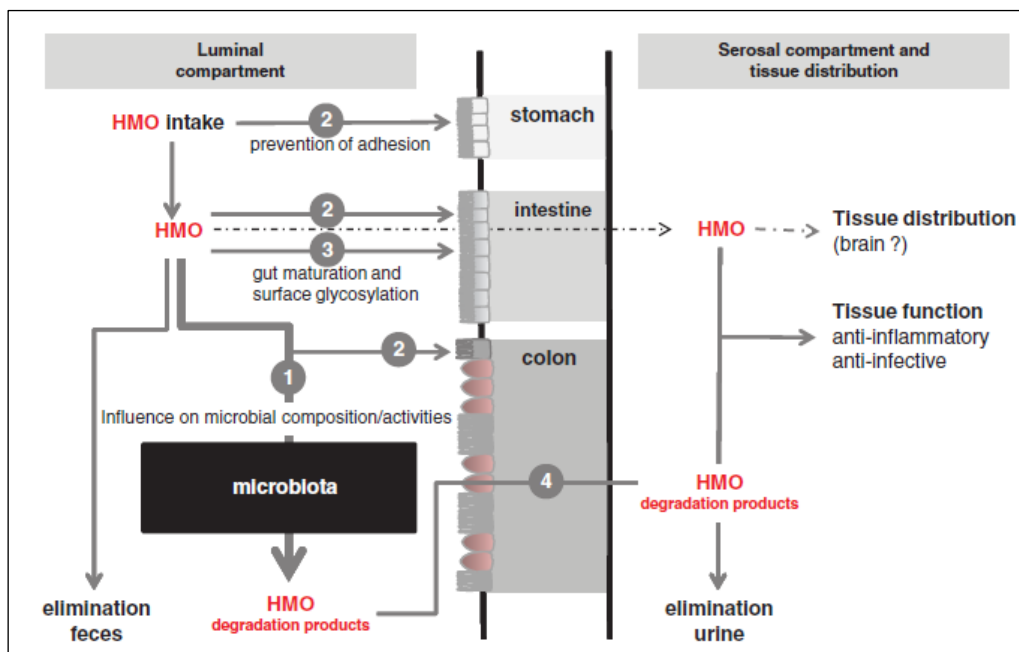 Luminal
compartment
Serosal compartment and
tissue distribution
HMO intake
2
prevention of adhesion
stomach
HMO
2
3
gut maturation and
surface glycosylation
intestine
HMO
Tissue distribution
(brain ?)
Tissue function
anti-inflammatory
anti-infective
2
colon
1
Influence on microbial composition/activities
microbiota
4
HMO
degradation products
HMO
degradation products
elimination
feces
elimination
urine